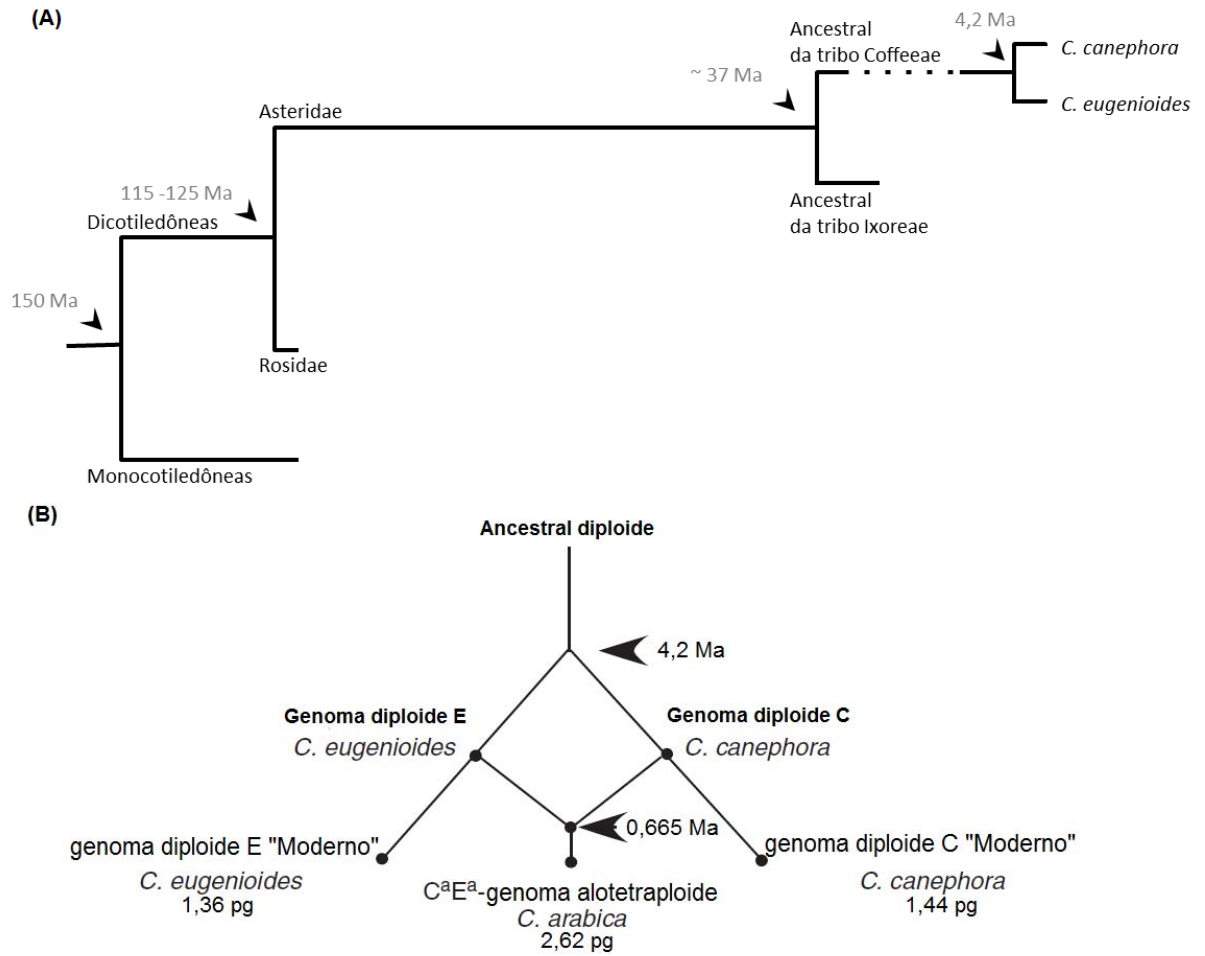 (A)
Ancestral
da tribo Coffeeae
4,2 Ma
C. canephora
~ 37 Ma
C. eugenioides
Asteridae
115 -125 Ma
Dicotiledôneas
Ancestral
da tribo Ixoreae
150 Ma
Rosidae
Monocotiledôneas
(B)
Ancestral diploide
4,2 Ma
Genoma diploide E
C. eugenioides
Genoma diploide C
C. canephora
0,665 Ma
genoma diploide E "Moderno"
C. eugenioides
1,36 pg
CᵃEᵃ-genoma alotetraploide
C. arabica
2,62 pg
genoma diploide C "Moderno"
C. canephora
1,44 pg